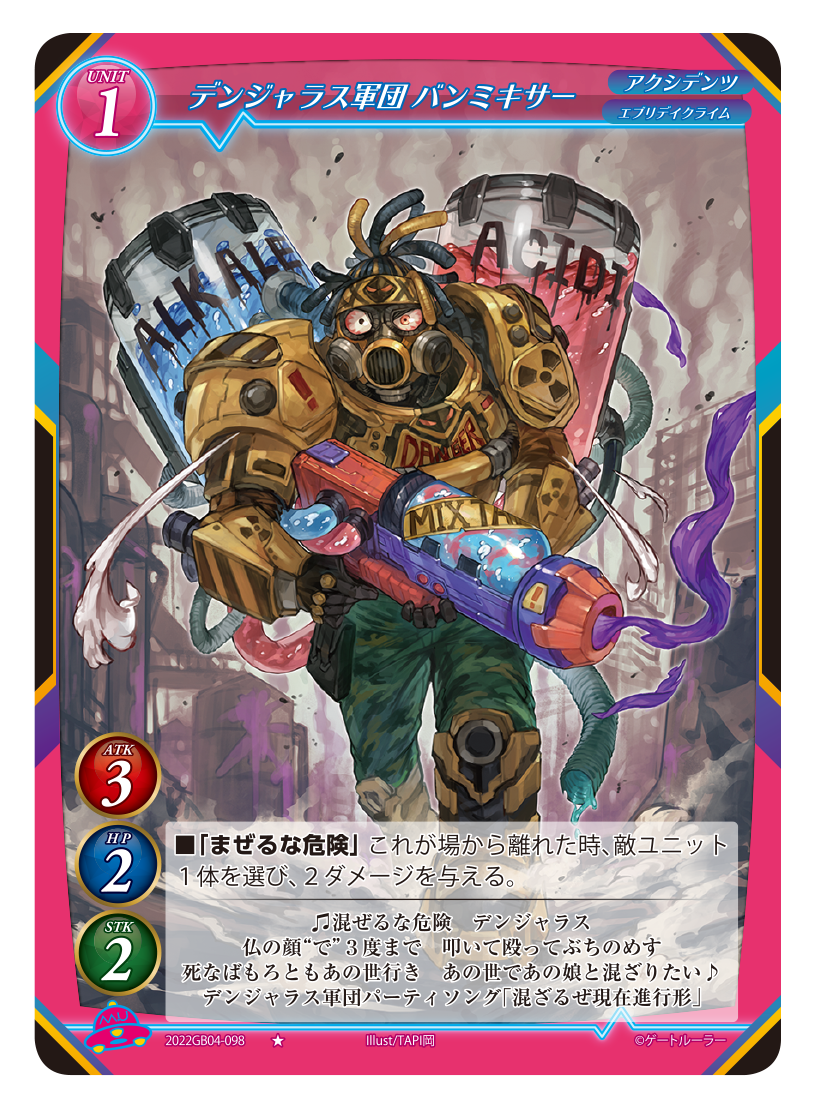 UNIT
1
デンジャラス軍団 バンミキサー
アクシデンツ
エブリデイクライム
ALKALE
ACIDI
!
DANGER
MIX TA
!
ATK
3
HP
2
STK
2
■「まぜるな危険」 これが場から離れた時、敵ユニット
1体を選び、2ダメージを与える。
♫混ぜるな危険 デンジャラス
仏の顔“で”3度まで 叩いて殴ってぶちのめす
死なばもろともあの世行き あの世であの娘と混ざりたい♪
デンジャラス軍団パーティソング「混ざるぜ現在進行形」
2022GB04-098 ★ Illust/TAPI岡 ©ゲートルーラー